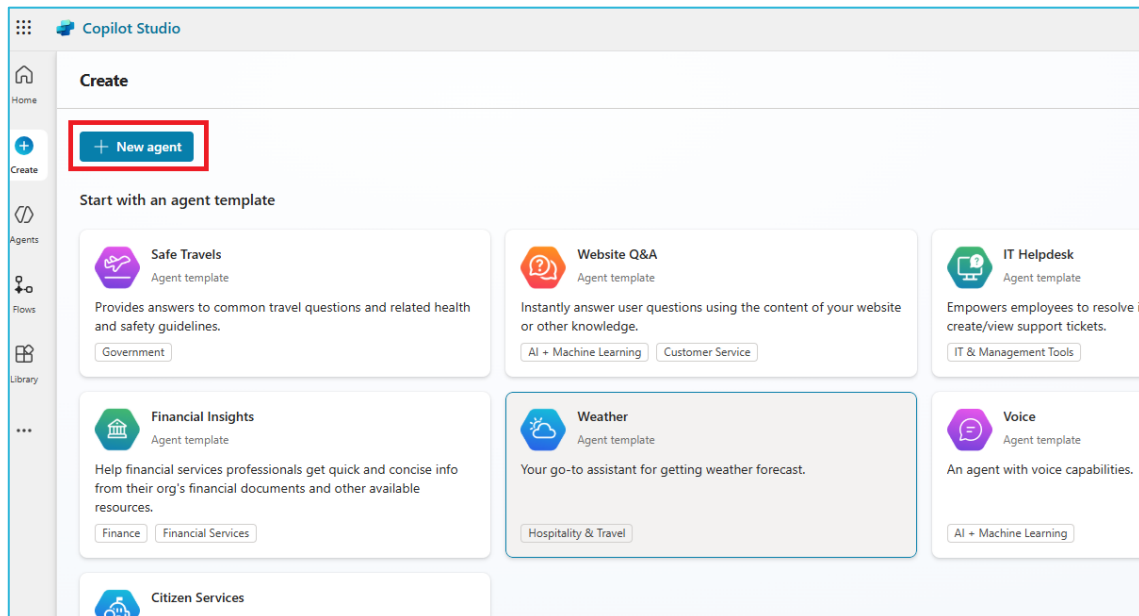 Copilot Studio
Home
Create
Agents
Flows
Library
Create
New agent
Start with an agent template
Safe Travels
Agent template
Provides answers to common travel questions and related health
and safety guidelines.
Government
Website Q&A
Agent template
Instantly answer user questions using the content of your website
or other knowledge.
AI + Machine Learning
Customer Service
IT Helpdesk
Agent template
Empowers employees to resolve
create/view support tickets.
IT & Management Tools
Financial Insights
Agent template
Help financial services professionals get quick and concise info
from their org's financial documents and other available
resources.
Finance
Financial Services
Weather
Agent template
Your go-to assistant for getting weather forecast.
Hospitality & Travel
Voice
Agent template
An agent with voice capabilities.
AI + Machine Learning
Citizen Services